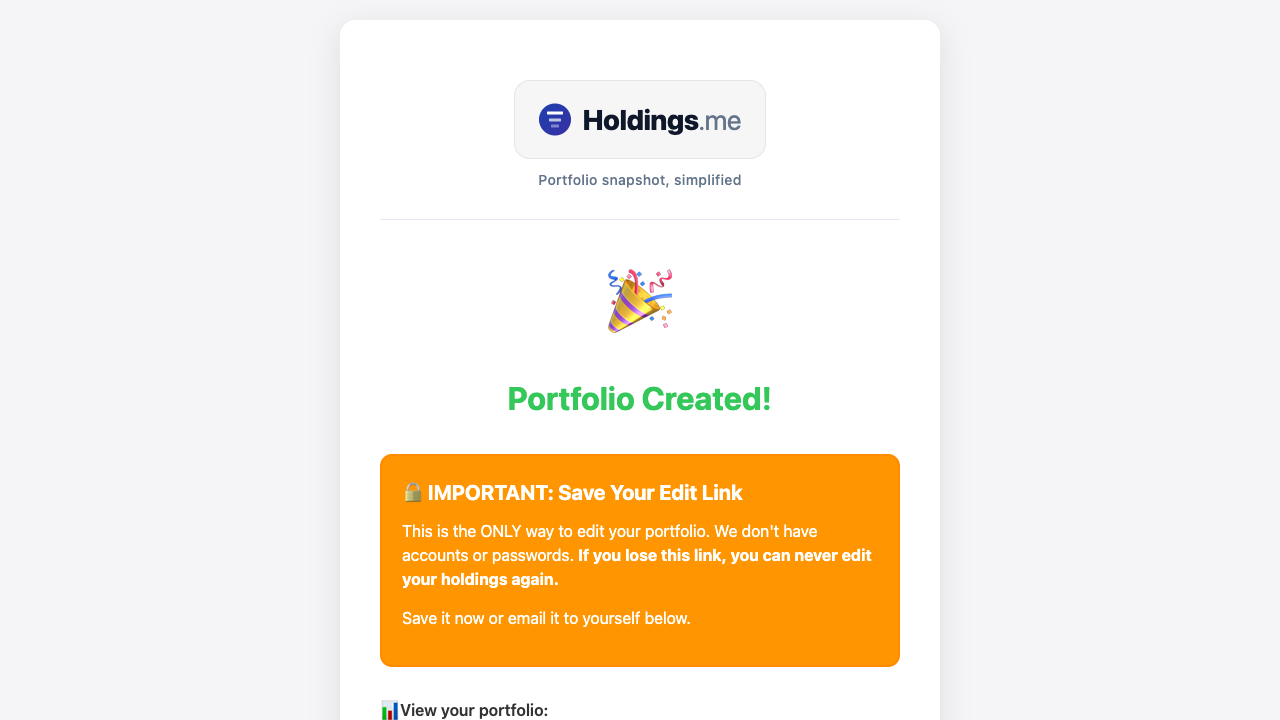 Holdings.me
Portfolio snapshot, simplified
Portfolio Created!
IMPORTANT: Save Your Edit Link
This is the ONLY way to edit your portfolio. We don't have
accounts or passwords. If you lose this link, you can never edit
your holdings again.
Save it now or email it to yourself below.
View your portfolio: